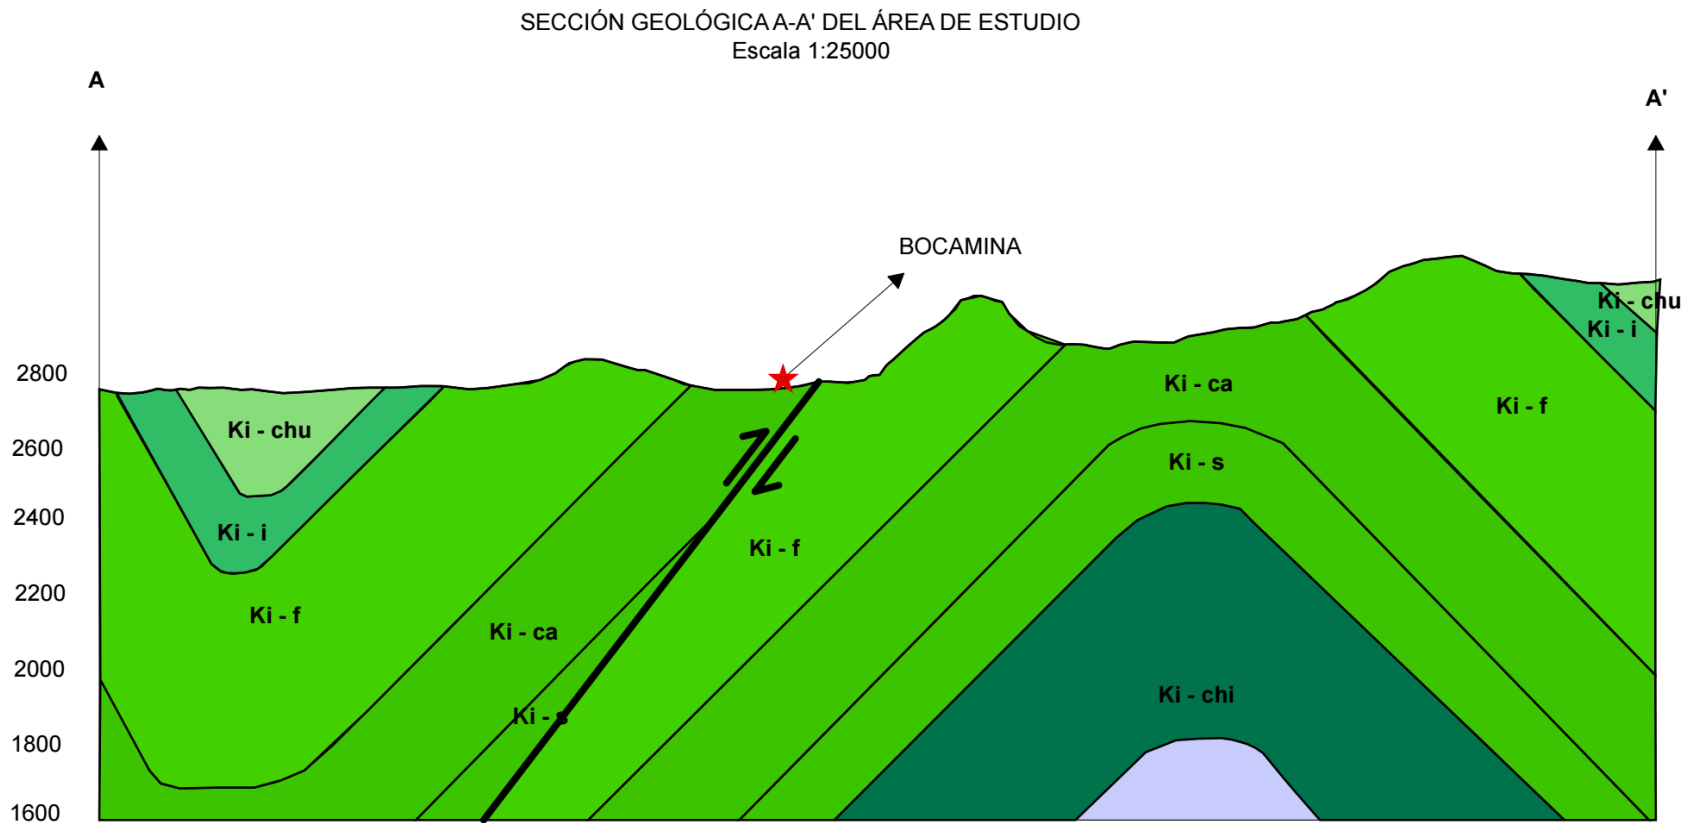 SECCIÓN GEOLÓGICA A-A' DEL ÁREA DE ESTUDIO
Escala 1:25000
A
A'
BOCAMINA
Ki - chu
Ki - i
2800
Ki - ca
Ki - f
Ki - chu
2600
Ki - s
2400
Ki - i
Ki - f
2200
Ki - f
Ki - ca
2000
Ki - chi
Ki - s
1800
1600